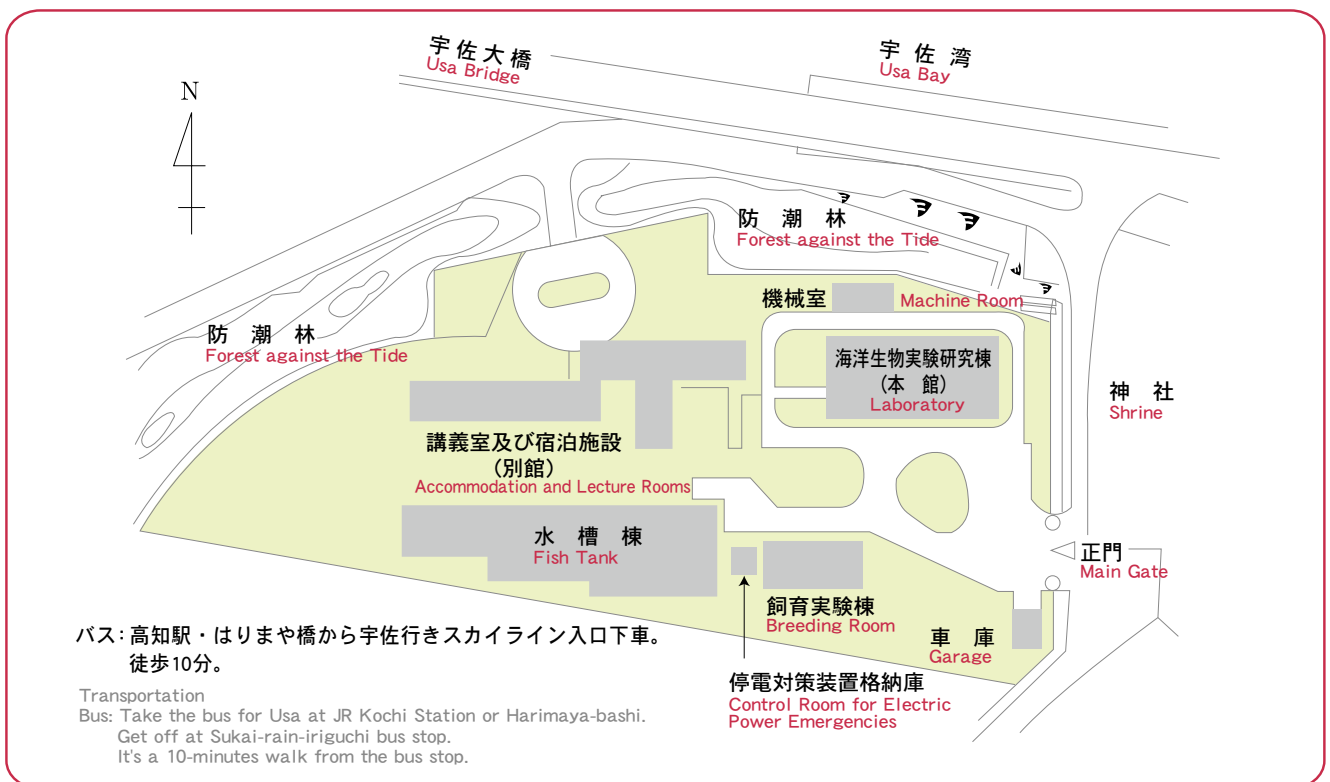 宇佐大橋
Usa Bridge
宇佐湾
Usa Bay
N
防潮林
Forest against the Tide
機械室
Machine Room
防潮林
Forest against the Tide
海洋生物実験研究棟
(本館)
Laboratory
神社
Shrine
講義室及び宿泊施設
(別館)
Accommodation and Lecture Rooms
水槽棟
Fish Tank
正門
Main Gate
飼育実験棟
Breeding Room
車庫
Garage
停電対策装置格納庫
Control Room for Electric
Power Emergencies
バス：高知駅・はりまや橋から宇佐行きスカイライン入口下車。
徒歩10分。
Transportation
Bus: Take the bus for Usa at JR Kochi Station or Harimaya-bashi.
Get off at Sukai-rain-iriguchi bus stop.
It's a 10-minutes walk from the bus stop.